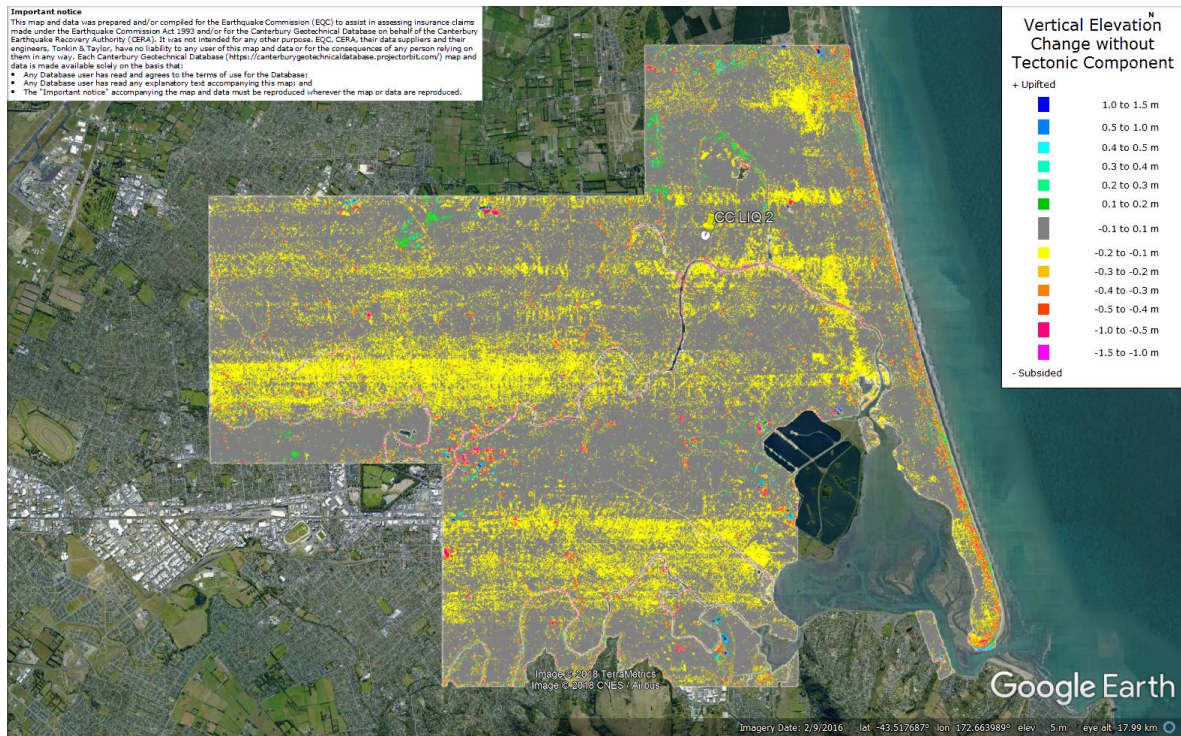 Important notice
This map and data was prepared and/or compiled for the Earthquake Commission (EQC) to assist in assessing insurance claims
made under the Earthquake Commission Act 1993 and/or for the Canterbury Geotechnical Database on behalf of the Canterbury
Earthquake Recovery Authority (CERA). It was not intended for any other purpose. EQC, CERA, their data suppliers and their
engineers, Tonkin & Taylor, have no liability to any user of this map and data or for the consequences of any person relying on
them in any way. Each Canterbury Geotechnical Database (https://canterburygeotechnicaldatabase.projectorbit.com/) map and
data is made available solely on the basis that:
• Any Database user has read and agrees to the terms of use for the Database;
• Any Database user has read any explanatory text accompanying this map; and
• The "Important notice" accompanying the map and data must be reproduced wherever the map or data are reproduced.
N
Vertical Elevation
Change without
Tectonic Component
+ Upifted
1.0 to 1.5 m
0.5 to 1.0 m
0.4 to 0.5 m
0.3 to 0.4 m
0.2 to 0.3 m
0.1 to 0.2 m
-0.1 to 0.1 m
-0.2 to -0.1 m
-0.3 to -0.2 m
-0.4 to -0.3 m
-0.5 to -0.4 m
-1.0 to -0.5 m
-1.5 to -1.0 m
- Subsided
CC LIQ 2
Image © 2018 TerraMetrics
Image © 2018 CNES / Airbus
Google Earth
Imagery Date: 2/9/2016 lat -43.517687° lon 172.663989° elev 5 m eye alt 17.99 km